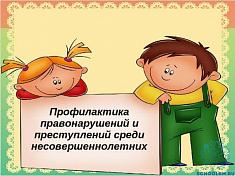 Профилактика
правонарушений и
преступлений среди
несовершеннолетних